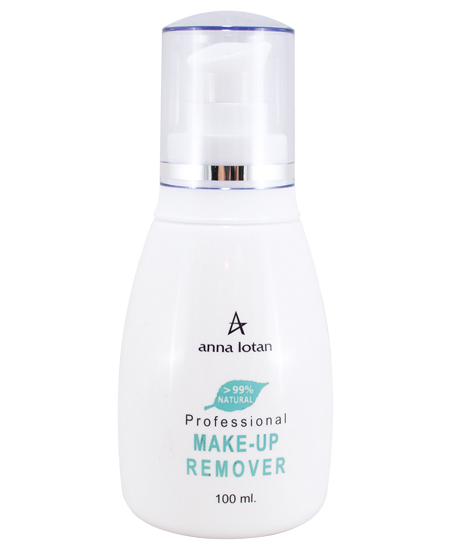 anna lotan
>99%
NATURAL
Professional
MAKE-UP
REMOVER
100 ml.